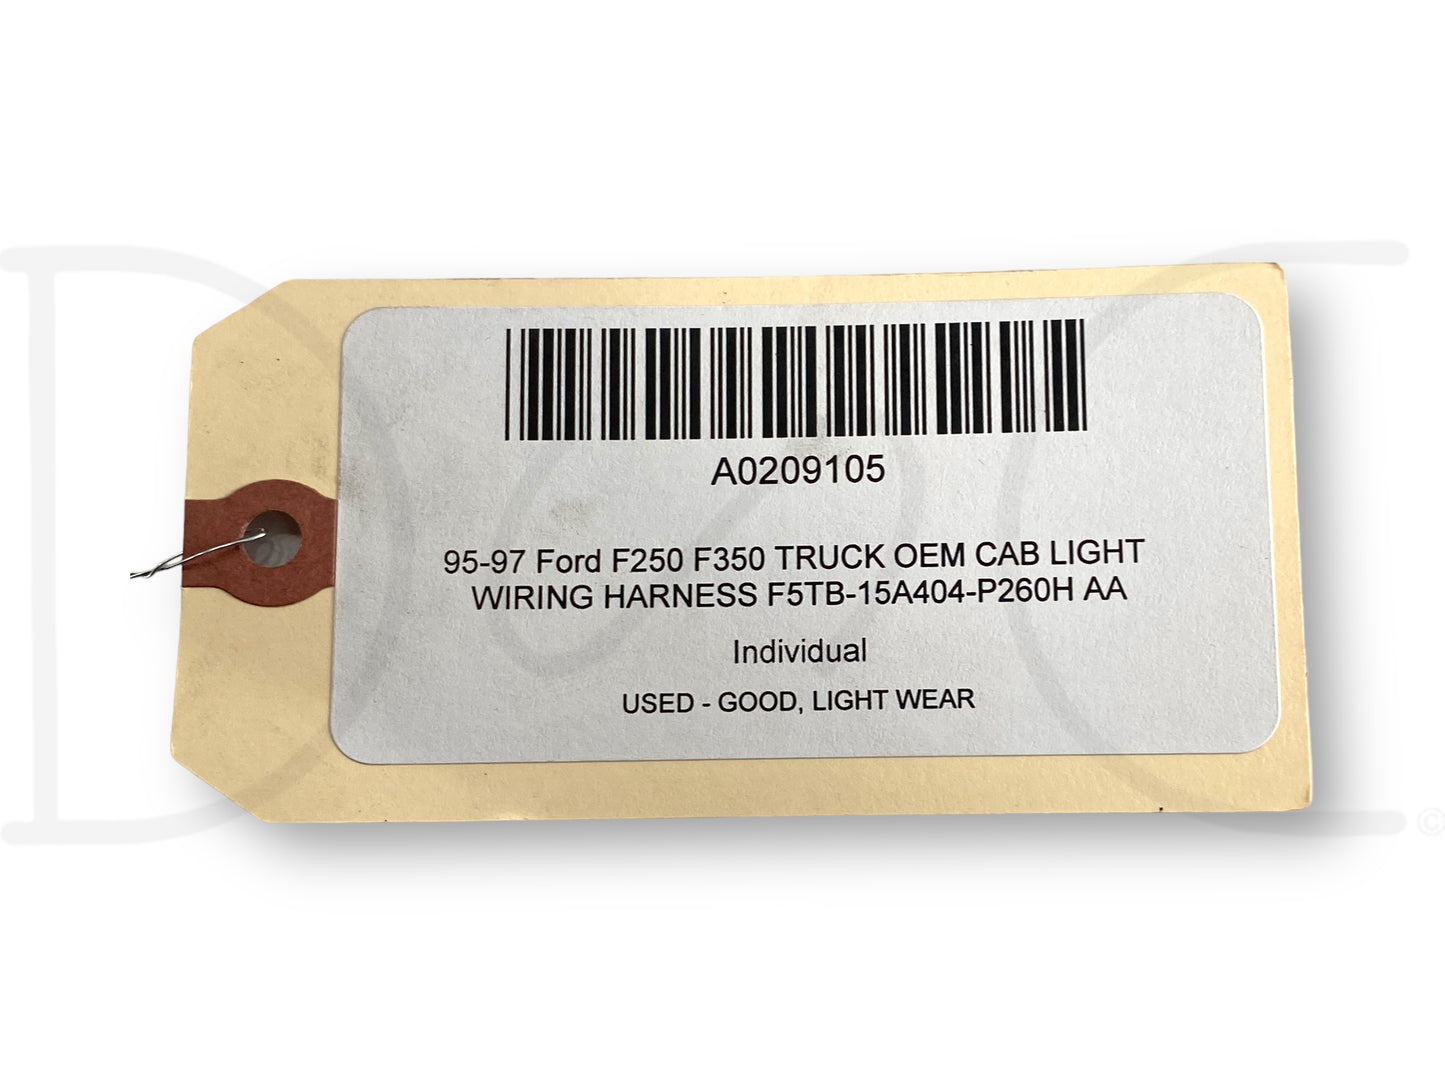 A0209105
95-97 Ford F250 F350 TRUCK OEM CAB LIGHT
WIRING HARNESS F5TB-15A404-P260H AA
Individual
USED - GOOD, LIGHT WEAR
D&C
©